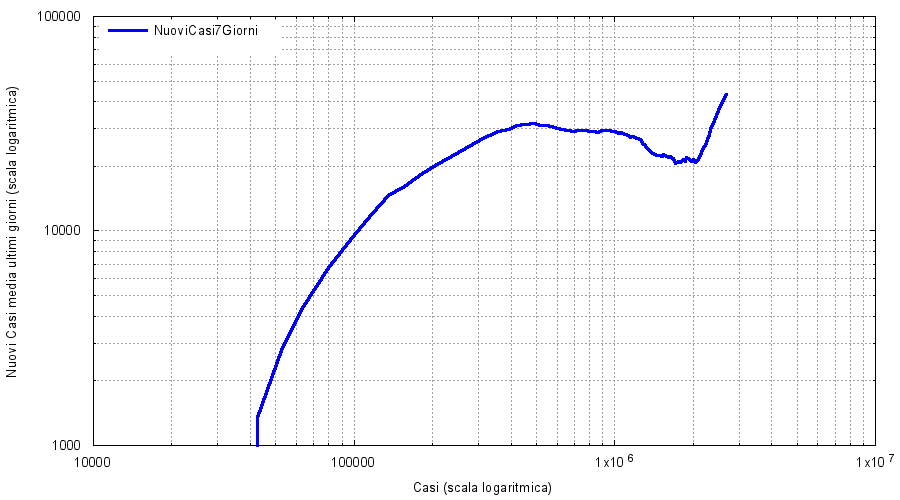 100000
NuoviCasi7Giorni
10000
1000
Nuovi Casi media ultimi giorni (scala logaritmica)
10000
100000
1x10 6
1x10 7
Casi (scala logaritmica)